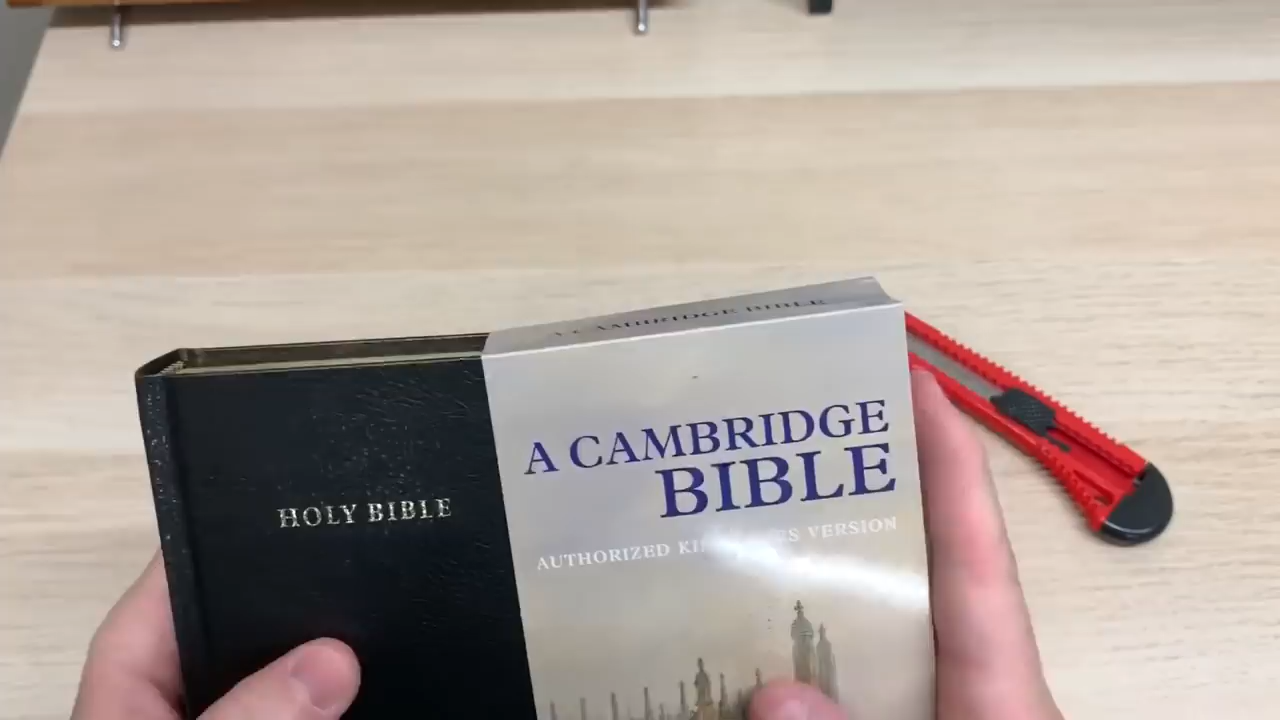 A CAMBRIDGE BIBLE
HOLY BIBLE
A CAMBRIDGE
BIBLE
AUTHORIZED VERSION